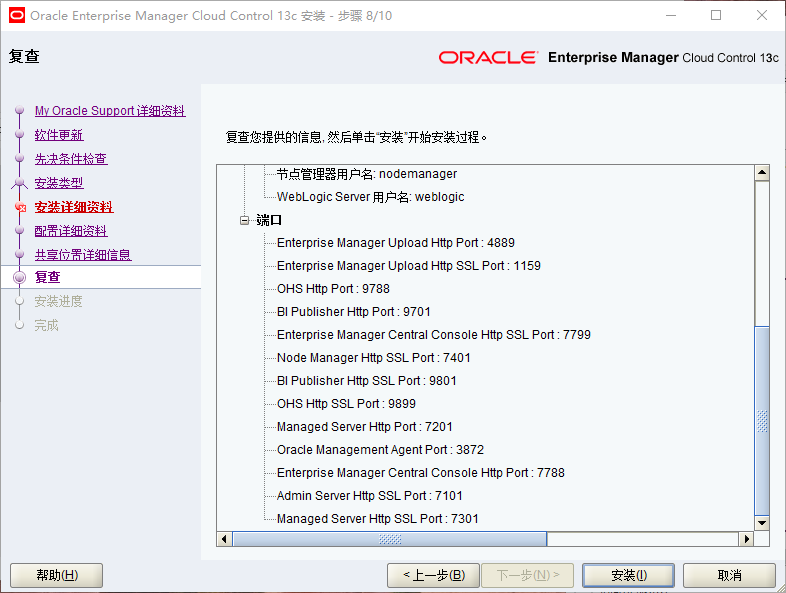 Oracle Enterprise Manager Cloud Control 13c 安装 - 步骤 8/10
复查
ORACLE Enterprise Manager Cloud Control 13c
My Oracle Support 详细资料
软件更新
先决条件检查
安装类型
安装详细资料
配置详细资料
共享位置详细信息
复查
安装进度
完成
复查您提供的信息, 然后单击"安装"开始安装过程。
节点管理器用户名: nodemanager
WebLogic Server 用户名: weblogic
端口
Enterprise Manager Upload Http Port : 4889
Enterprise Manager Upload Http SSL Port : 1159
OHS Http Port : 9788
BI Publisher Http Port : 9701
Enterprise Manager Central Console Http SSL Port : 7799
Node Manager Http SSL Port : 7401
BI Publisher Http SSL Port : 9801
OHS Http SSL Port : 9899
Managed Server Http Port : 7201
Oracle Management Agent Port : 3872
Enterprise Manager Central Console Http Port : 7788
Admin Server Http SSL Port : 7101
Managed Server Http SSL Port : 7301
帮助(H)
< 上一步(B)
下一步(N) >
安装(I)
取消